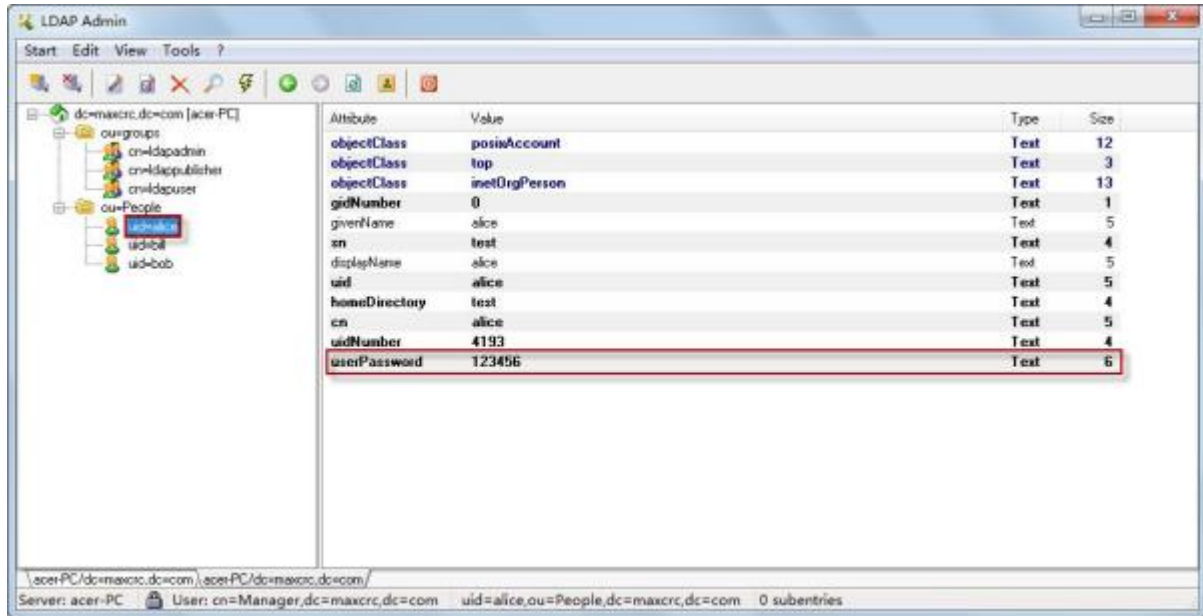 LDAP Admin
Start Edit View Tools ?
dc=maxcrc,dc=com [acer-PC]
ou=groups
cn=ldapadmin
cn=ldappublisher
cn=ldapuser
ou=People
uid=alice
uid=bill
uid=bob
Attribute Value Type Size
objectClass posixAccount Text 12
objectClass top Text 3
objectClass inetOrgPerson Text 13
gidNumber 0 Text 1
givenName alice Text 5
sn test Text 4
displayName alice Text 5
uid alice Text 5
homeDirectory test Text 4
cn alice Text 5
uidNumber 4193 Text 4
userPassword 123456 Text 6
\acer-PC/dc=maxcrc,dc=com\acer-PC/dc=maxcrc,dc=com/
Server: acer-PC User: cn=Manager,dc=maxcrc,dc=com uid=alice,ou=People,dc=maxcrc,dc=com 0 subentries